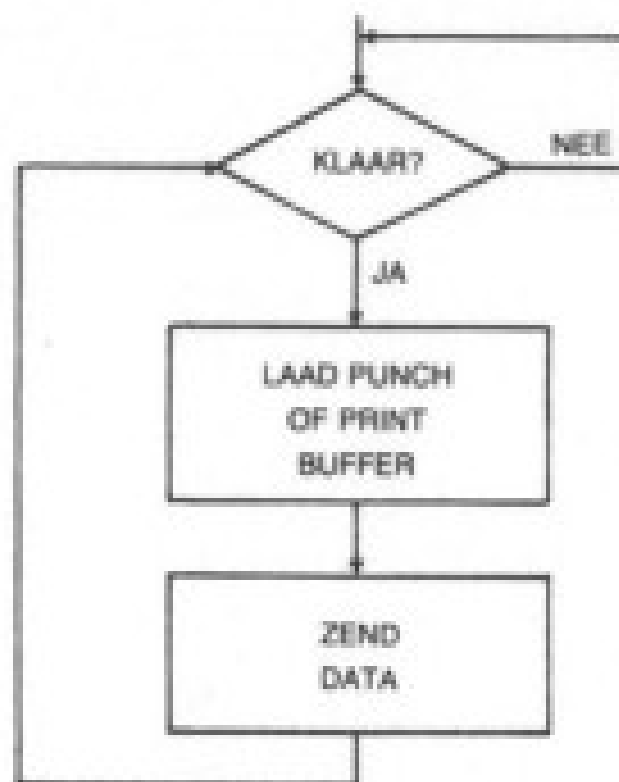 KLAAR?
NEE
JA
LAAD PUNCH
OF PRINT
BUFFER
ZEND
DATA